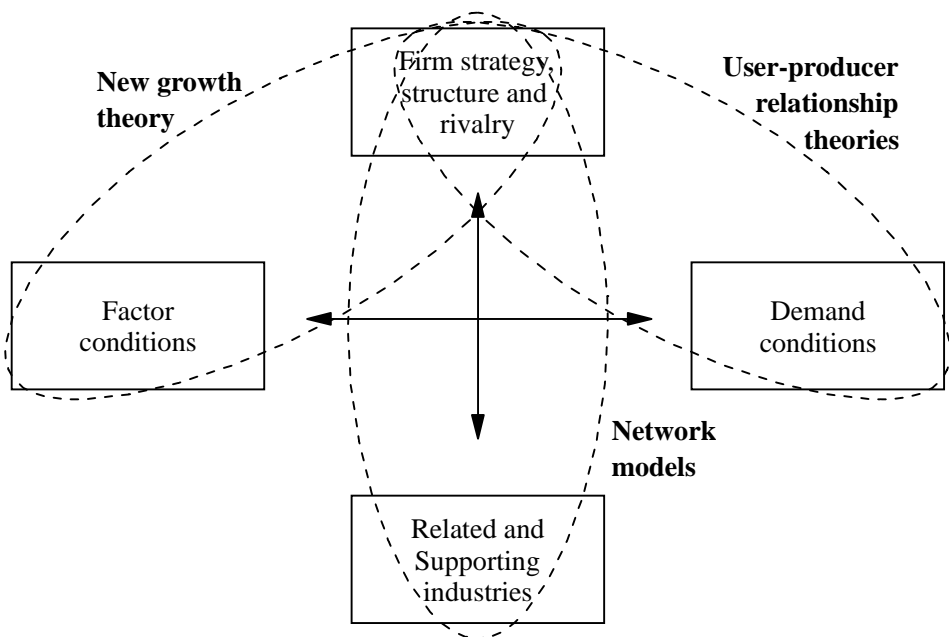 Firm strategy,
structure and
rivalry
New growth
theory
User-producer
relationship
theories
Factor
conditions
Demand
conditions
Network
models
Related and
Supporting
industries